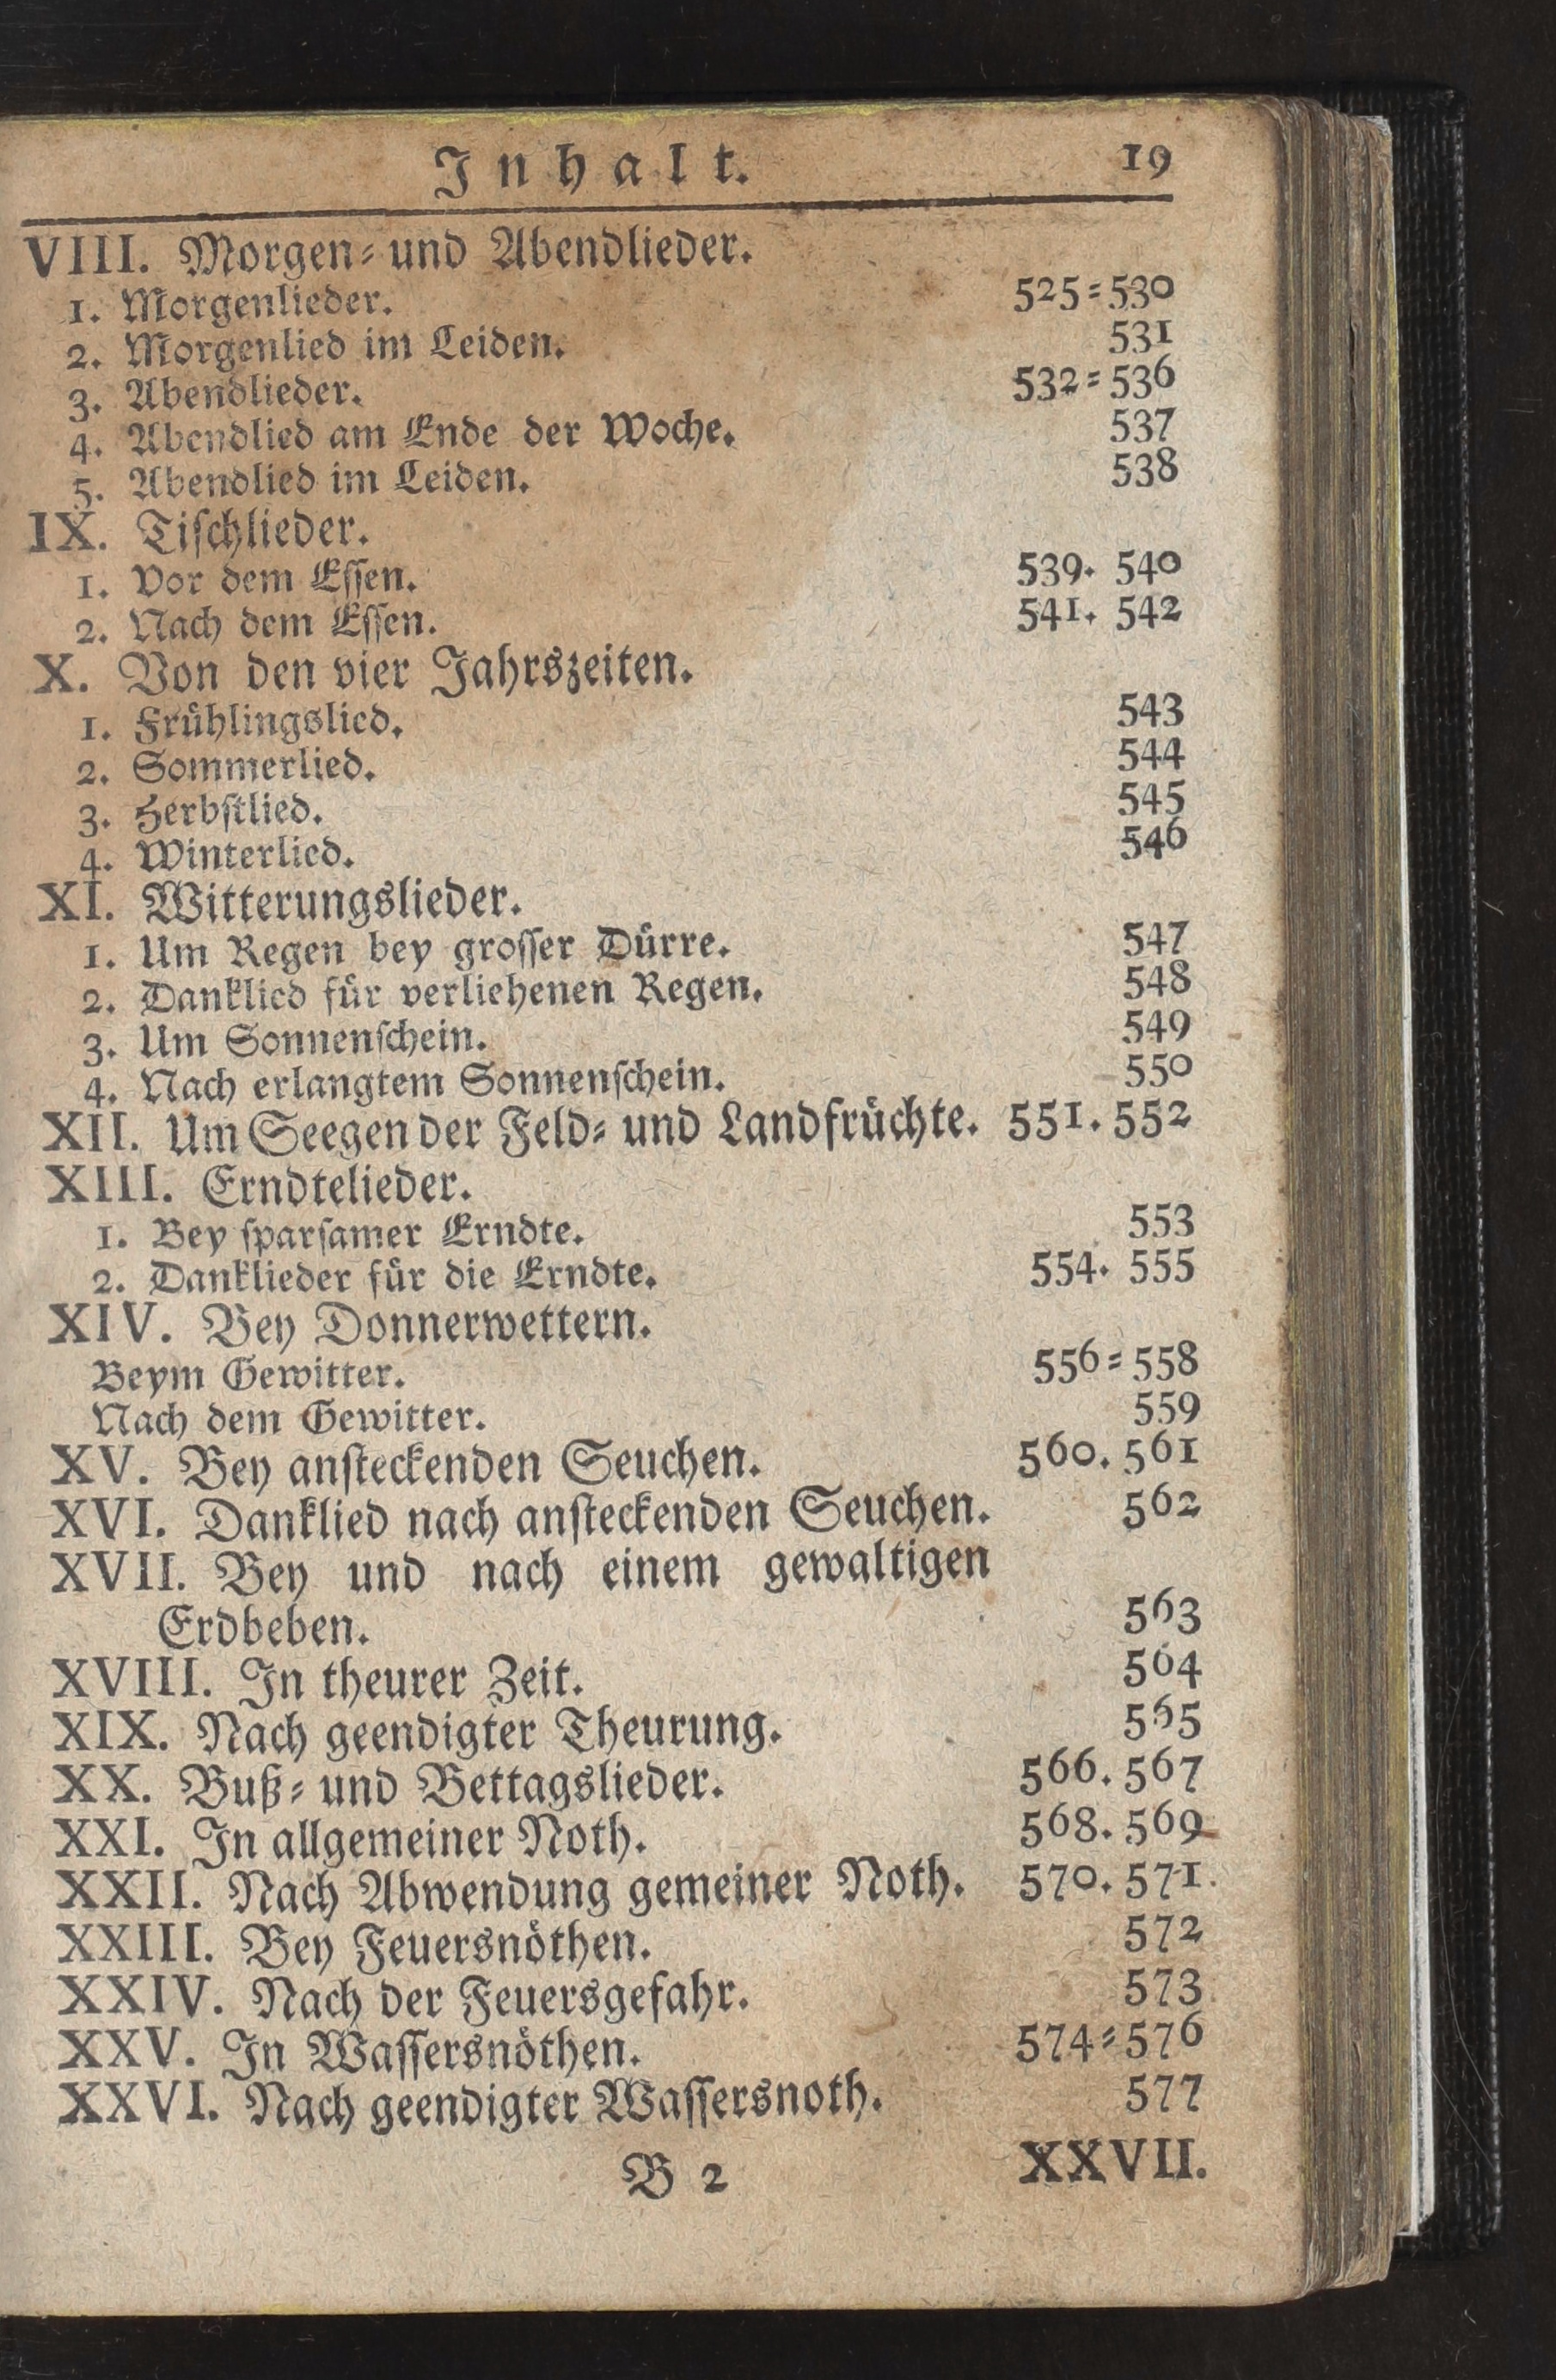 Inhalt. 19
VIII. Morgen⸗ und Abendlieder.
1. Morgenlieder. 525⸗530
2. Morgenlied im Leiden. 531
3. Abendlieder. 532⸗536
4. Abendlied am Ende der Woche. 537
5. Abendlied im Leiden. 538
IX. Tiſchlieder.
1. Vor dem Eſſen. 539. 540
2. Nach dem Eſſen. 541. 542
X. Von den vier Jahrszeiten.
1. Frühlingslied. 543
2. Sommerlied. 544
3. Herbſtlied. 545
4. Winterlied. 546
XI. Witterungslieder.
1. Um Regen bey groſſer Dürre. 547
2. Danklied für verliehenen Regen. 548
3. Um Sonnenſchein. 549
4. Nach erlangtem Sonnenſchein. 550
XII. Um Seegen der Feld⸗ und Landfrüchte. 551. 552
XIII. Erndtelieder.
1. Bey ſparſamer Erndte. 553
2. Danklieder für die Erndte. 554. 555
XIV. Bey Donnerwettern.
Beym Gewitter. 556⸗558
Nach dem Gewitter. 559
XV. Bey anſteckenden Seuchen. 560. 561
XVI. Danklied nach anſteckenden Seuchen. 562
XVII. Bey und nach einem gewaltigen
Erdbeben. 563
XVIII. In theurer Zeit. 564
XIX. Nach geendigter Theurung. 565
XX. Buß⸗ und Bettagslieder. 566. 567
XXI. In allgemeiner Noth. 568. 569
XXII. Nach Abwendung gemeiner Noth. 570. 571.
XXIII. Bey Feuersnöthen. 572
XXIV. Nach der Feuersgefahr. 573
XXV. In Waſſersnöthen. 574⸗576
XXVI. Nach geendigter Waſſersnoth. 577
B 2 XXVII.